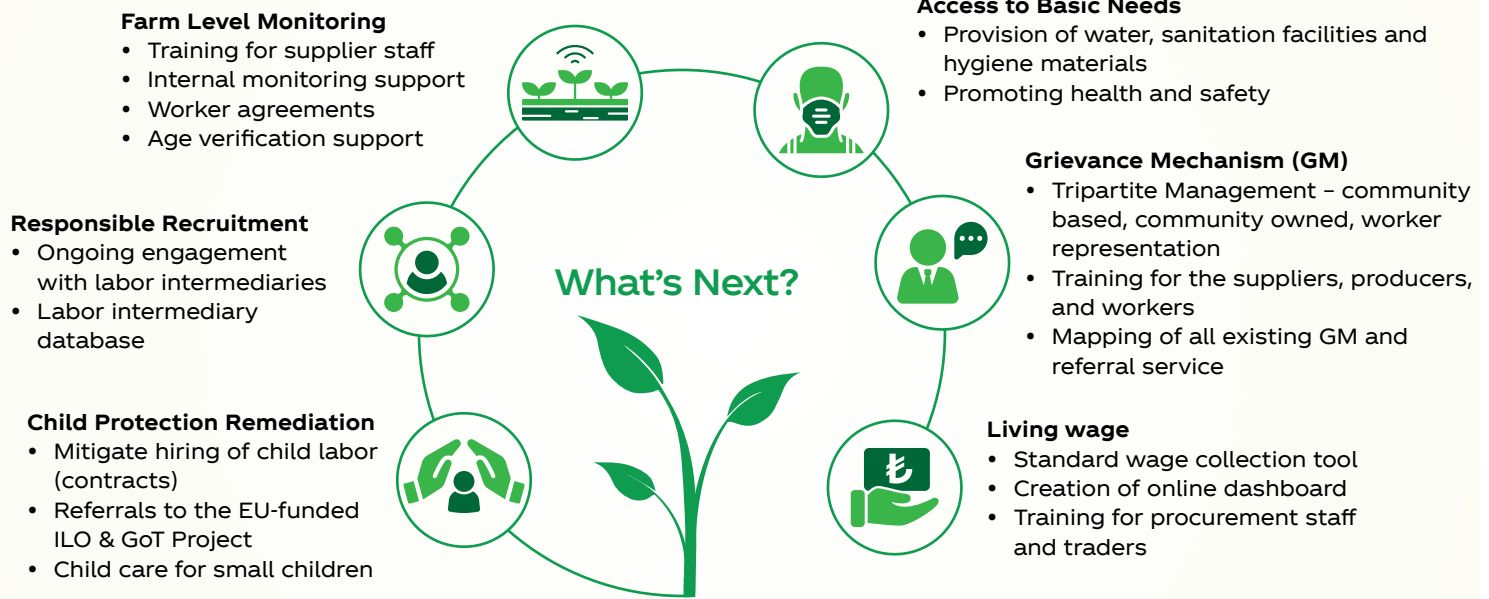 Farm Level Monitoring
• Training for supplier staff
• Internal monitoring support
• Worker agreements
• Age verification support
Responsible Recruitment
• Ongoing engagement
with labor intermediaries
• Labor intermediary
database
Child Protection Remediation
• Mitigate hiring of child labor
(contracts)
• Referrals to the EU-funded
ILO & GoT Project
• Child care for small children
What's Next?
Access to Basic Needs
• Provision of water, sanitation facilities and
hygiene materials
• Promoting health and safety
Grievance Mechanism (GM)
• Tripartite Management – community
based, community owned, worker
representation
• Training for the suppliers, producers,
and workers
• Mapping of all existing GM and
referral service
₺
Living wage
• Standard wage collection tool
• Creation of online dashboard
• Training for procurement staff
and traders